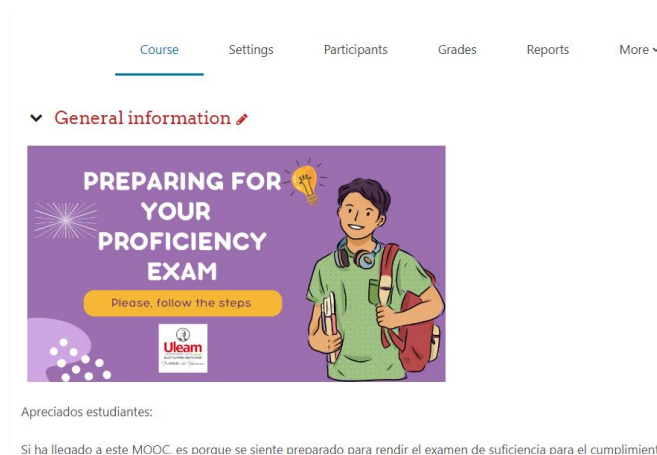 Course Settings Participants Grades Reports More
General information
PREPARING FOR
YOUR
PROFICIENCY
EXAM
Please, follow the steps
Uleam
Apreciados estudiantes:
Si ha llegado a este MOOC, es porque se siente preparado para rendir el examen de suficiencia para el